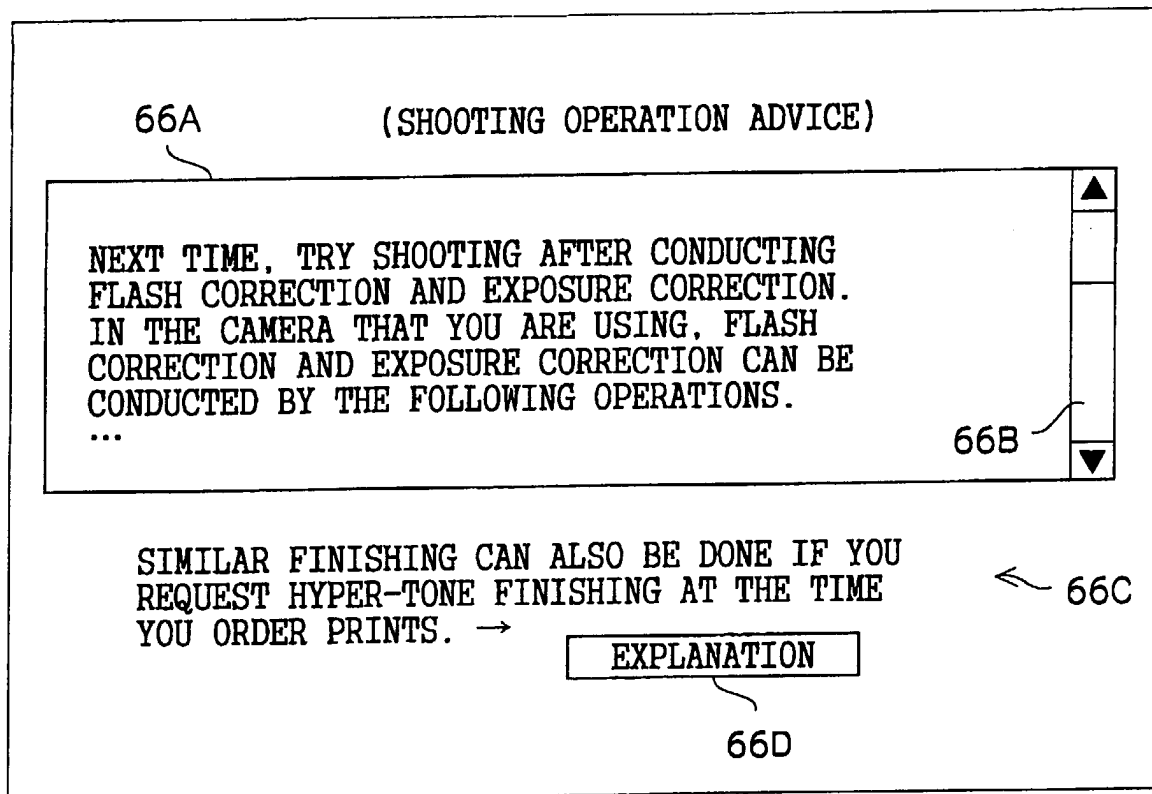 66A (SHOOTING OPERATION ADVICE)
NEXT TIME, TRY SHOOTING AFTER CONDUCTING
FLASH CORRECTION AND EXPOSURE CORRECTION.
IN THE CAMERA THAT YOU ARE USING, FLASH
CORRECTION AND EXPOSURE CORRECTION CAN BE
CONDUCTED BY THE FOLLOWING OPERATIONS.
...
66B
SIMILAR FINISHING CAN ALSO BE DONE IF YOU
REQUEST HYPER-TONE FINISHING AT THE TIME
YOU ORDER PRINTS. →
66C
EXPLANATION
66D